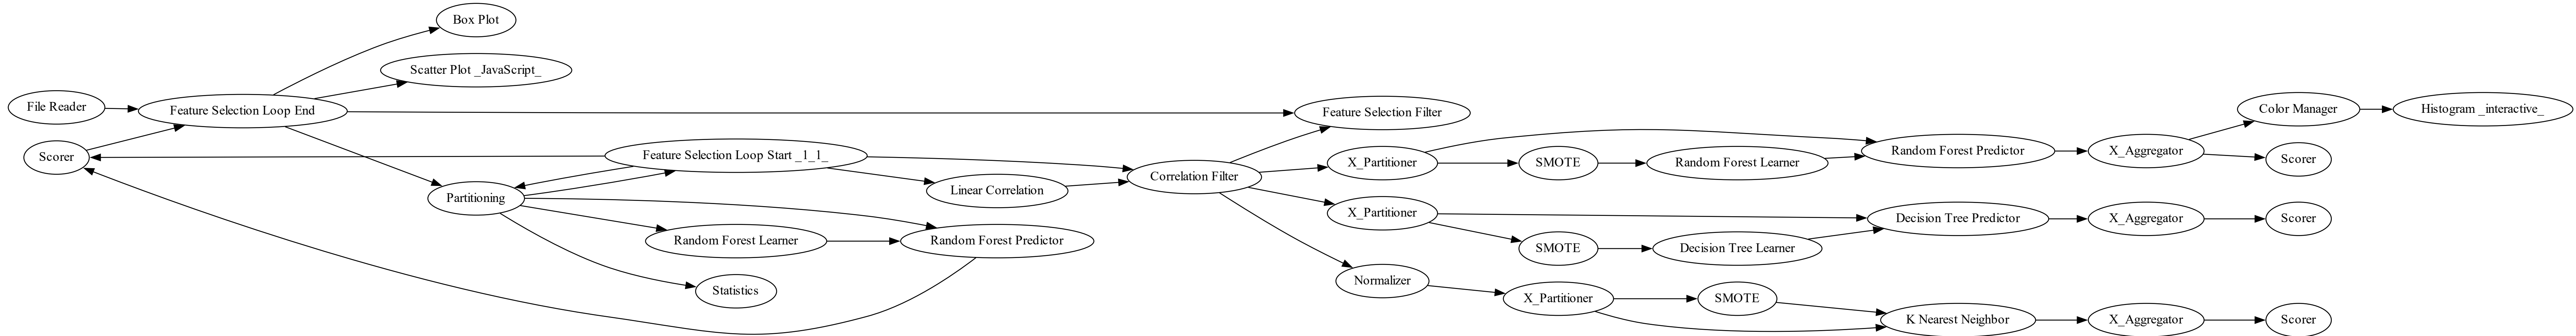 Box Plot
Scatter Plot _JavaScript_
File Reader
Feature Selection Loop End
Scorer
Partitioning
Feature Selection Loop Start _1_1_
Linear Correlation
Random Forest Learner
Random Forest Predictor
Statistics
Correlation Filter
Feature Selection Filter
X_Partitioner
SMOTE
Random Forest Learner
Random Forest Predictor
X_Aggregator
Color Manager
Histogram _interactive_
Scorer
X_Partitioner
SMOTE
Decision Tree Learner
Decision Tree Predictor
X_Aggregator
Scorer
Normalizer
X_Partitioner
SMOTE
K Nearest Neighbor
X_Aggregator
Scorer